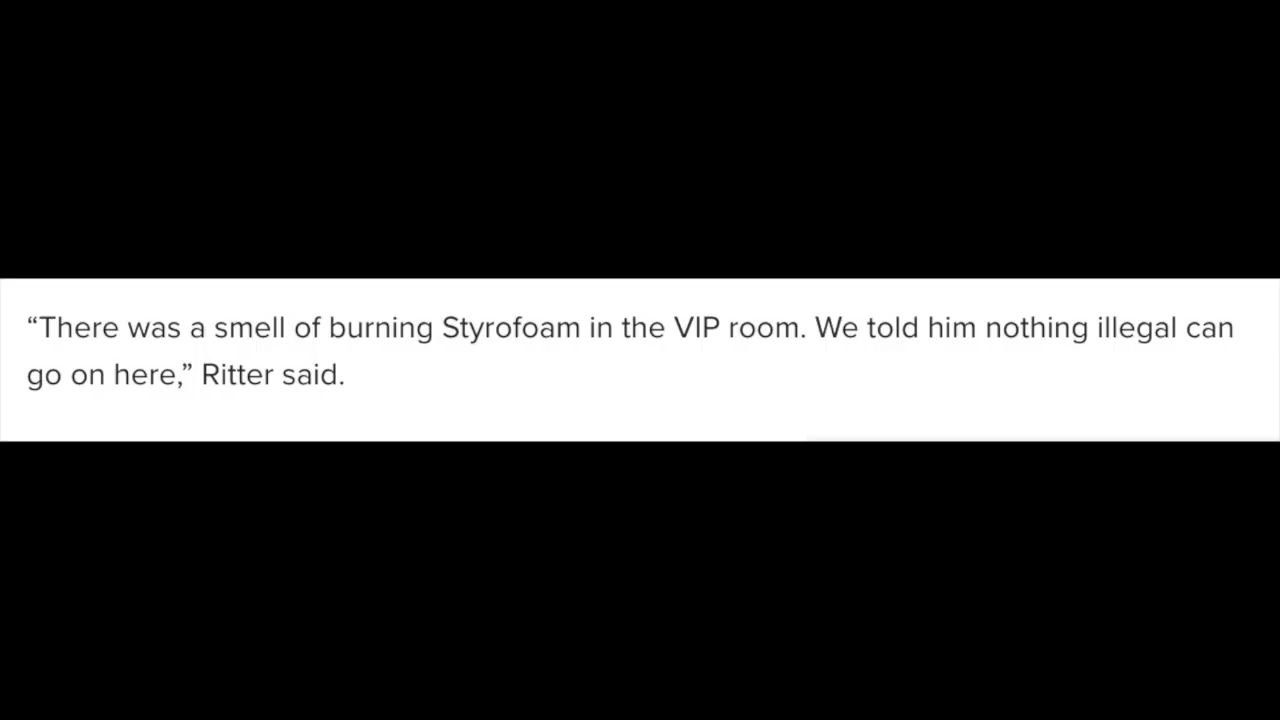 “There was a smell of burning Styrofoam in the VIP room. We told him nothing illegal can
go on here,” Ritter said.